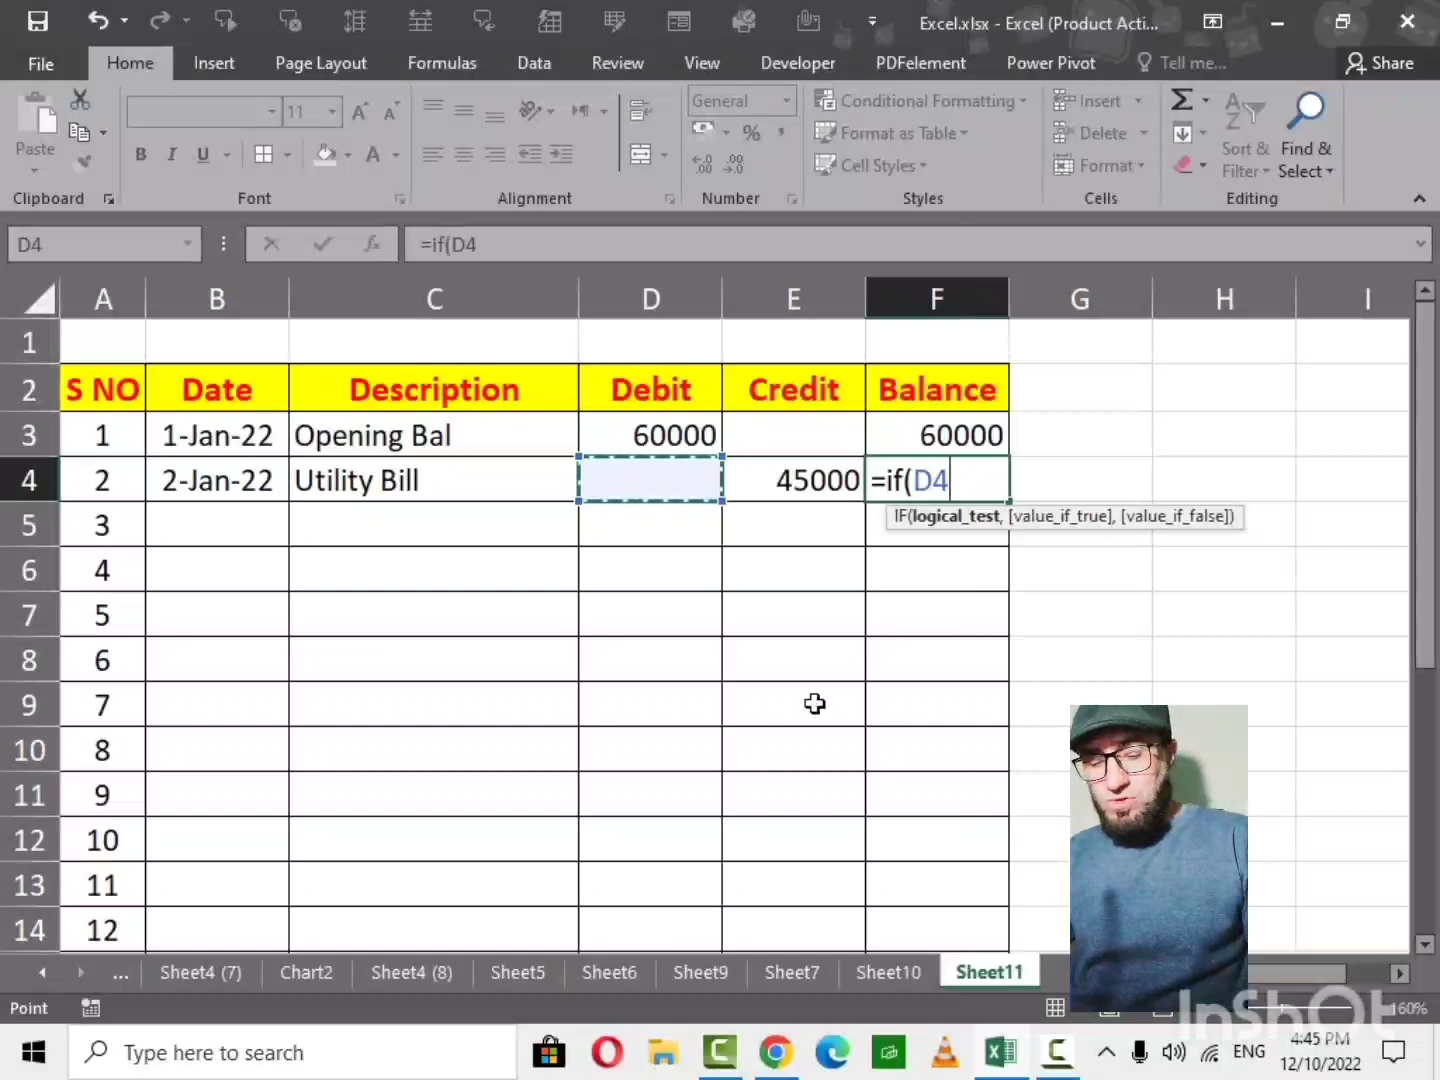 Excel.xlsx - Excel (Product Acti...
File Home Insert Page Layout Formulas Data Review View Developer PDFelement Power Pivot Tell me... Share
General
Conditional Formatting
Insert
Σ
11
Format as Table
Delete
Paste
B I U
%
Cell Styles
Format
Sort & Filter
Find & Select
Clipboard Font Alignment Number Styles Cells Editing
D4 fx =if(D4
A B C D E F G H I
1
2 S NO Date Description Debit Credit Balance
3 1 1-Jan-22 Opening Bal 60000 60000
4 2 2-Jan-22 Utility Bill 45000 =if(D4
IF(logical_test, [value_if_true], [value_if_false])
5 3
6 4
7 5
8 6
9 7
10 8
11 9
12 10
13 11
14 12
... Sheet4 (7) Chart2 Sheet4 (8) Sheet5 Sheet6 Sheet9 Sheet7 Sheet10 Sheet11
Point 160%
InShOt
Type here to search ENG 4:45 PM
12/10/2022